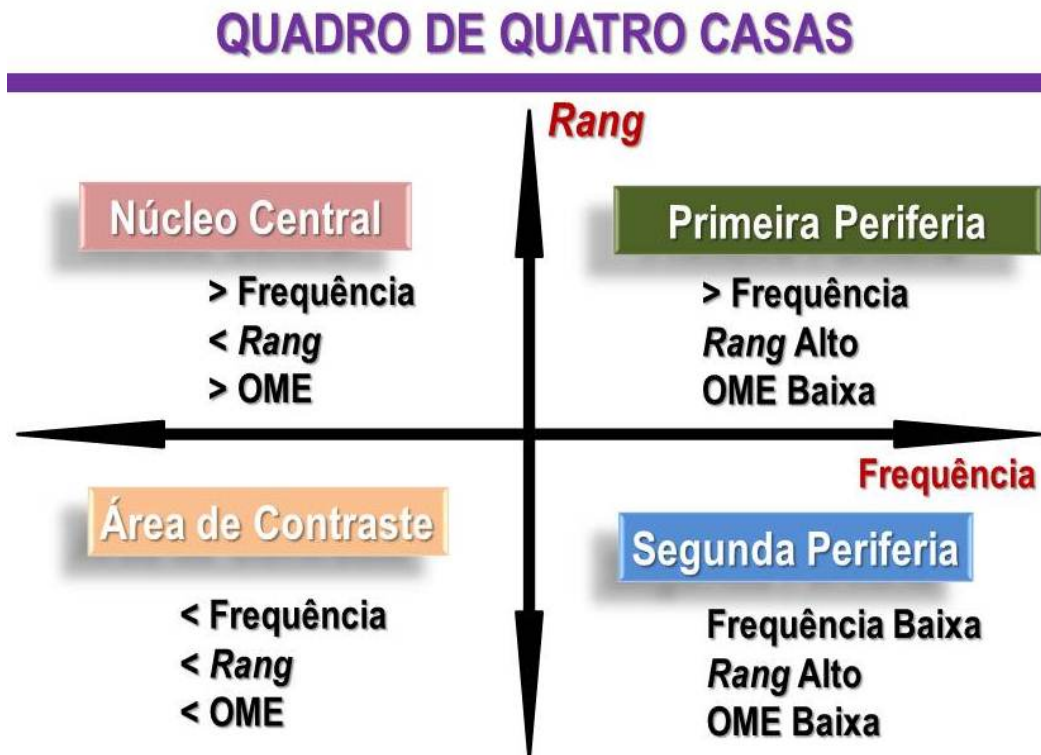 QUADRO DE QUATRO CASAS
Rang
Núcleo Central
> Frequência
< Rang
> OME
Primeira Periferia
> Frequência
Rang Alto
OME Baixa
Frequência
Área de Contraste
< Frequência
< Rang
< OME
Segunda Periferia
Frequência Baixa
Rang Alto
OME Baixa